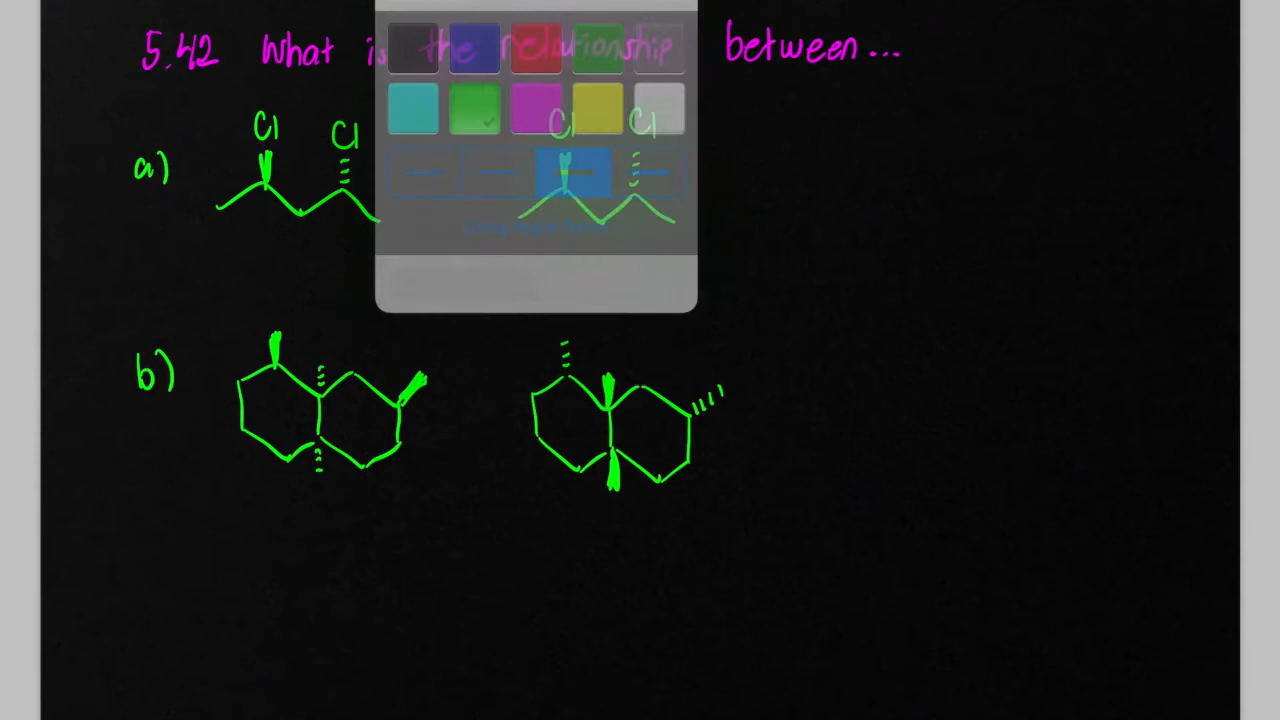 5.42 What is the relationship between...
Cl Cl Cl Cl
a)
b)